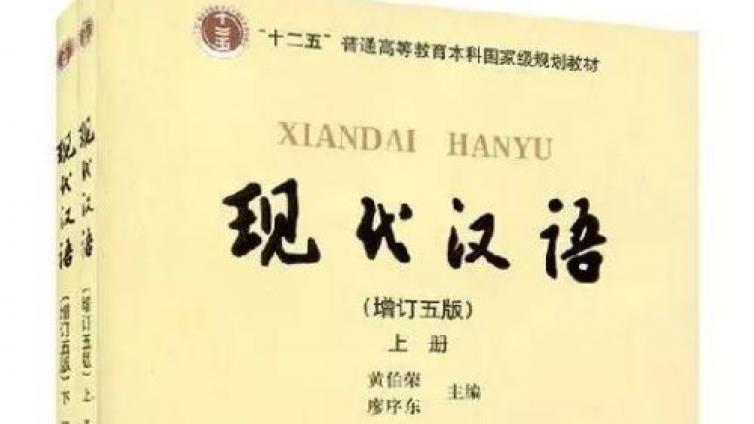 “十二五”普通高等教育本科国家级规划教材
XIANDAI HANYU
现代汉语
(增订五版)
上册
黄伯荣
廖序东
主编
现代汉语(增订五版)上
现代汉语(增订五版)下